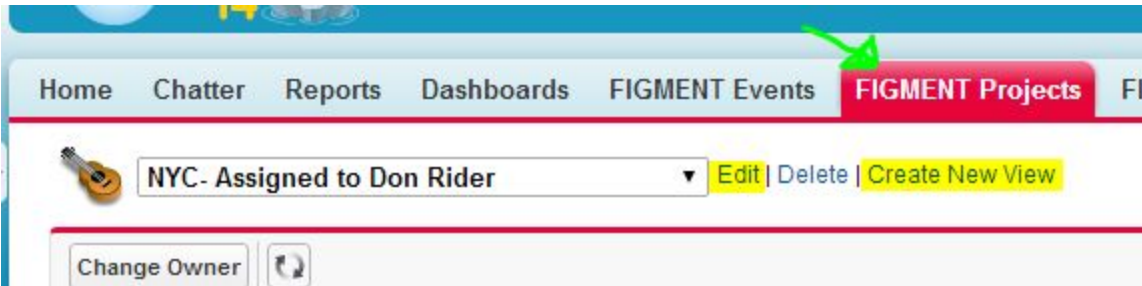 14
Home Chatter Reports Dashboards FIGMENT Events FIGMENT Projects
NYC- Assigned to Don Rider Edit | Delete | Create New View
Change Owner